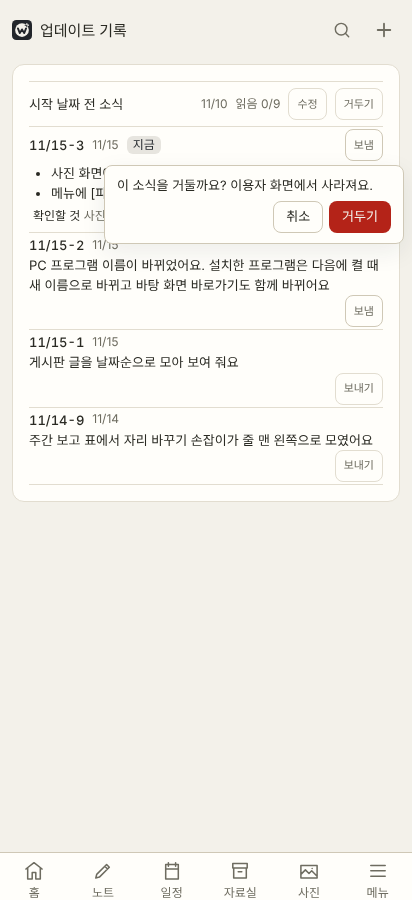 업데이트 기록
시작 날짜 전 소식 11/10 읽음 0/9 수정 거두기
11/15-3 11/15 지금 보냄
사진 화면
이 소식을 거둘까요? 이용자 화면에서 사라져요.
메뉴에
취소 거두기
확인할 것 사진
11/15-2 11/15
PC 프로그램 이름이 바뀌었어요. 설치한 프로그램은 다음에 켤 때
새 이름으로 바뀌고 바탕 화면 바로가기도 함께 바뀌어요
보냄
11/15-1 11/15
게시판 글을 날짜순으로 모아 보여 줘요
보내기
11/14-9 11/14
주간 보고 표에서 자리 바꾸기 손잡이가 줄 맨 왼쪽으로 모였어요
보내기
홈 노트 일정 자료실 사진 메뉴